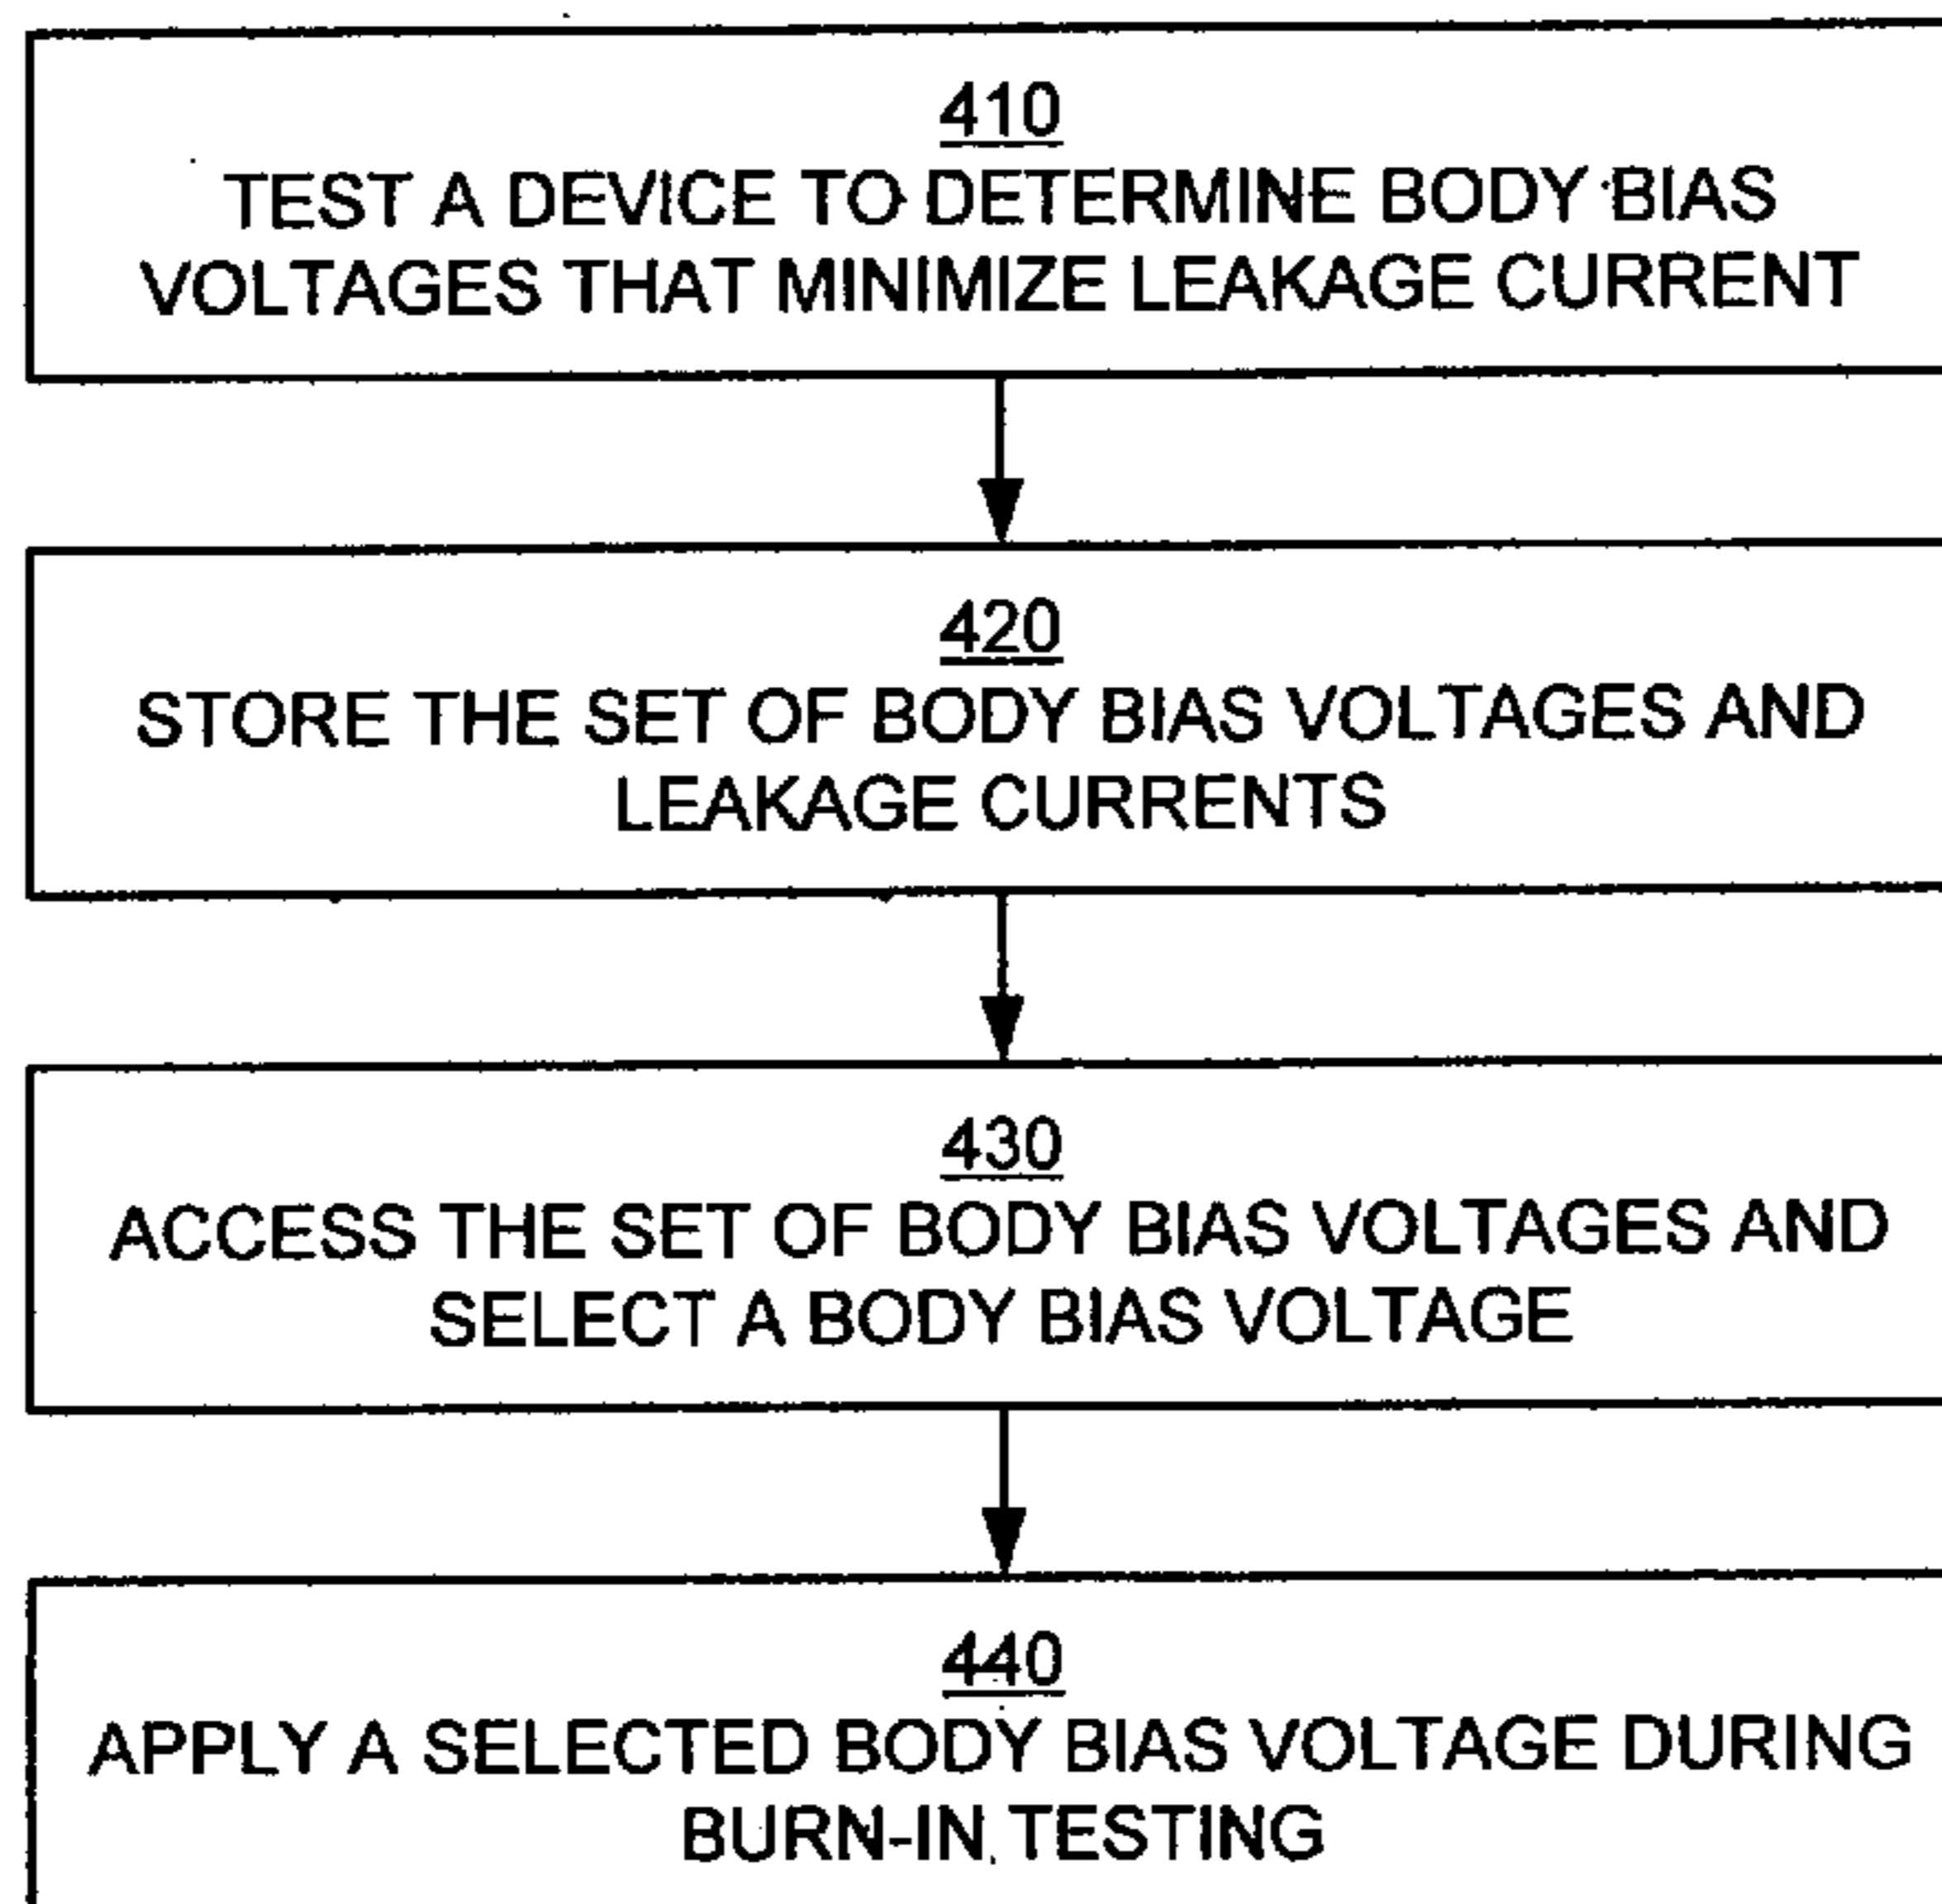 410
TEST A DEVICE TO DETERMINE BODY BIAS
VOLTAGES THAT MINIMIZE LEAKAGE CURRENT
420
STORE THE SET OF BODY BIAS VOLTAGES AND
LEAKAGE CURRENTS
430
ACCESS THE SET OF BODY BIAS VOLTAGES AND
SELECT A BODY BIAS VOLTAGE
440
APPLY A SELECTED BODY BIAS VOLTAGE DURING
BURN-IN TESTING